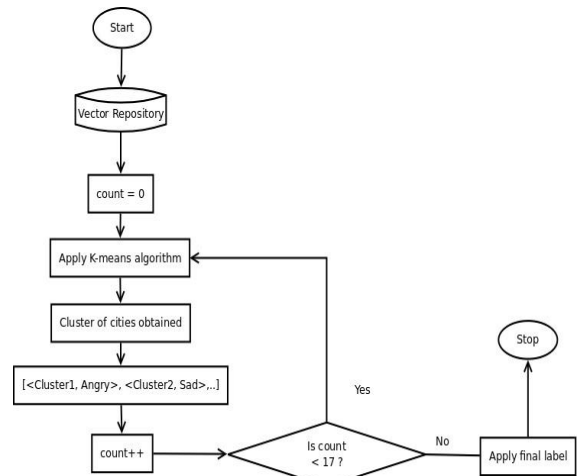 Start
Vector Repository
count = 0
Apply K-means algorithm
Cluster of cities obtained
[<Cluster1, Angry>, <Cluster2, Sad>,..]
count++
Is count
< 17 ?
Yes
No
Apply final label
Stop